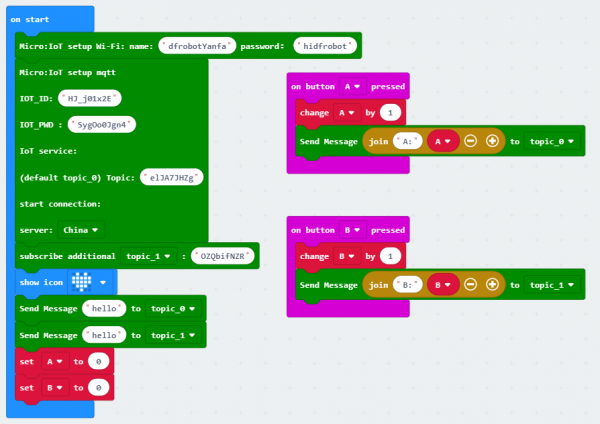 on start
Micro:IoT setup Wi-Fi: name: "dfrobotYanfa" password: "hidfrobot"
Micro:IoT setup mqtt
IOT_ID: "HJ_j01x2E"
IOT_PWD : "5ygOo0Jgn4"
IoT service:
(default topic_0) Topic: "elJA7JHZg"
start connection:
server: China
subscribe additional topic_1 : "OZQbifNZR"
show icon
Send Message "hello" to topic_0
Send Message "hello" to topic_1
set A to 0
set B to 0
on button A pressed
change A by 1
Send Message join "A:" A to topic_0
on button B pressed
change B by 1
Send Message join "B:" B to topic_1